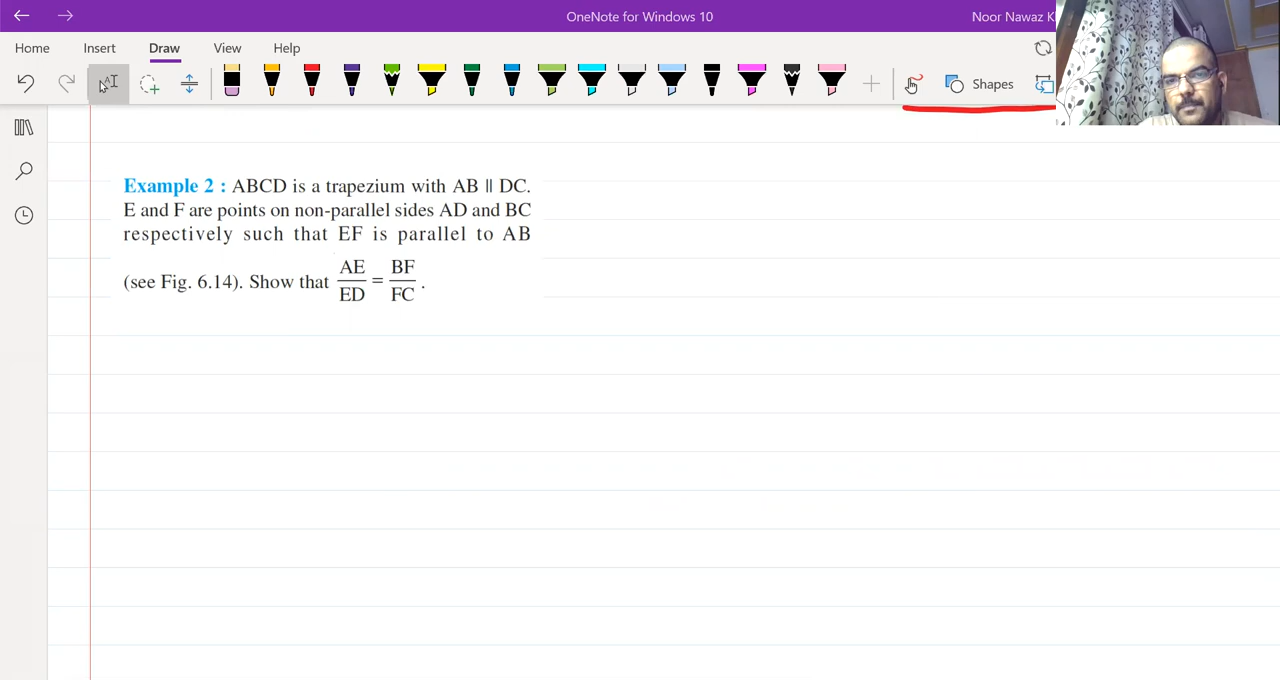 OneNote for Windows 10
Noor Nawaz K
Home Insert Draw View Help
Shapes
Example 2 : ABCD is a trapezium with AB || DC.
E and F are points on non-parallel sides AD and BC
respectively such that EF is parallel to AB
(see Fig. 6.14). Show that AE/ED = BF/FC .